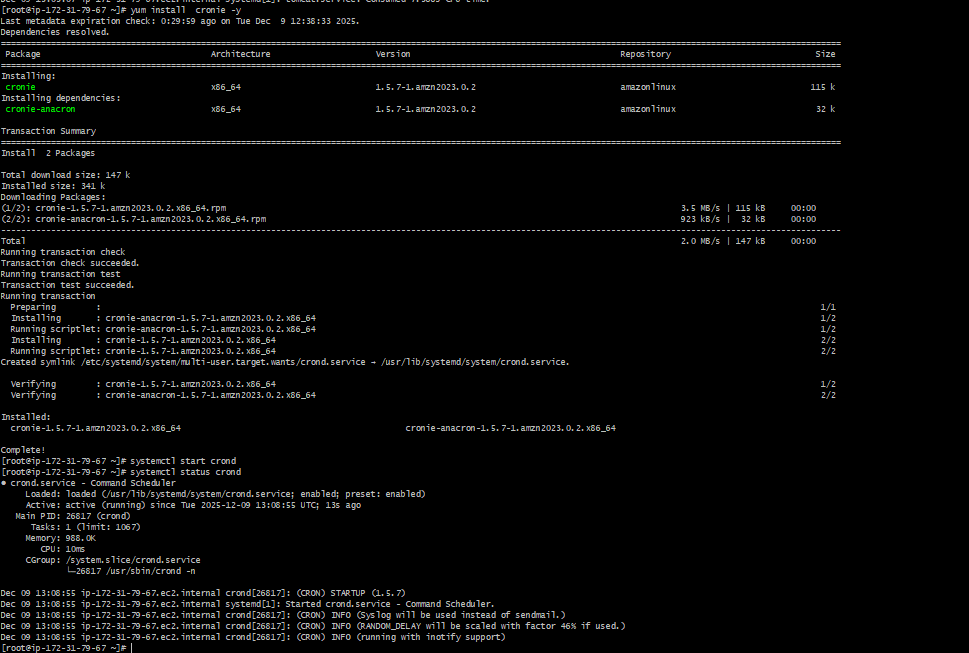 [root@ip-172-31-79-67 ~]# yum install  cronie -y
Last metadata expiration check: 0:29:59 ago on Tue Dec  9 12:38:33 2025.
Dependencies resolved.
Package Architecture Version Repository Size
Installing:
cronie x86_64 1.5.7-1.amzn2023.0.2 amazonlinux 115 k
Installing dependencies:
cronie-anacron x86_64 1.5.7-1.amzn2023.0.2 amazonlinux 32 k
Transaction Summary
Install  2 Packages
Total download size: 147 k
Installed size: 341 k
Downloading Packages:
(1/2): cronie-1.5.7-1.amzn2023.0.2.x86_64.rpm 3.5 MB/s | 115 kB 00:00
(2/2): cronie-anacron-1.5.7-1.amzn2023.0.2.x86_64.rpm 923 kB/s |  32 kB 00:00
Total 2.0 MB/s | 147 kB 00:00
Running transaction check
Transaction check succeeded.
Running transaction test
Transaction test succeeded.
Running transaction
Preparing : 1/1
Installing : cronie-anacron-1.5.7-1.amzn2023.0.2.x86_64 1/2
Running scriptlet: cronie-anacron-1.5.7-1.amzn2023.0.2.x86_64 1/2
Installing : cronie-1.5.7-1.amzn2023.0.2.x86_64 2/2
Running scriptlet: cronie-1.5.7-1.amzn2023.0.2.x86_64 2/2
Created symlink /etc/systemd/system/multi-user.target.wants/crond.service → /usr/lib/systemd/system/crond.service.
Verifying : cronie-1.5.7-1.amzn2023.0.2.x86_64 1/2
Verifying : cronie-anacron-1.5.7-1.amzn2023.0.2.x86_64 2/2
Installed:
cronie-1.5.7-1.amzn2023.0.2.x86_64 cronie-anacron-1.5.7-1.amzn2023.0.2.x86_64
Complete!
[root@ip-172-31-79-67 ~]# systemctl start crond
[root@ip-172-31-79-67 ~]# systemctl status crond
● crond.service - Command Scheduler
Loaded: loaded (/usr/lib/systemd/system/crond.service; enabled; preset: enabled)
Active: active (running) since Tue 2025-12-09 13:08:55 UTC; 13s ago
Main PID: 26817 (crond)
Tasks: 1 (limit: 1067)
Memory: 988.0K
CPU: 10ms
CGroup: /system.slice/crond.service
└─26817 /usr/sbin/crond -n
Dec 09 13:08:55 ip-172-31-79-67.ec2.internal crond[26817]: (CRON) STARTUP (1.5.7)
Dec 09 13:08:55 ip-172-31-79-67.ec2.internal systemd[1]: Started crond.service - Command Scheduler.
Dec 09 13:08:55 ip-172-31-79-67.ec2.internal crond[26817]: (CRON) INFO (Syslog will be used instead of sendmail.)
Dec 09 13:08:55 ip-172-31-79-67.ec2.internal crond[26817]: (CRON) INFO (RANDOM_DELAY will be scaled with factor 46% if used.)
Dec 09 13:08:55 ip-172-31-79-67.ec2.internal crond[26817]: (CRON) INFO (running with inotify support)
[root@ip-172-31-79-67 ~]#